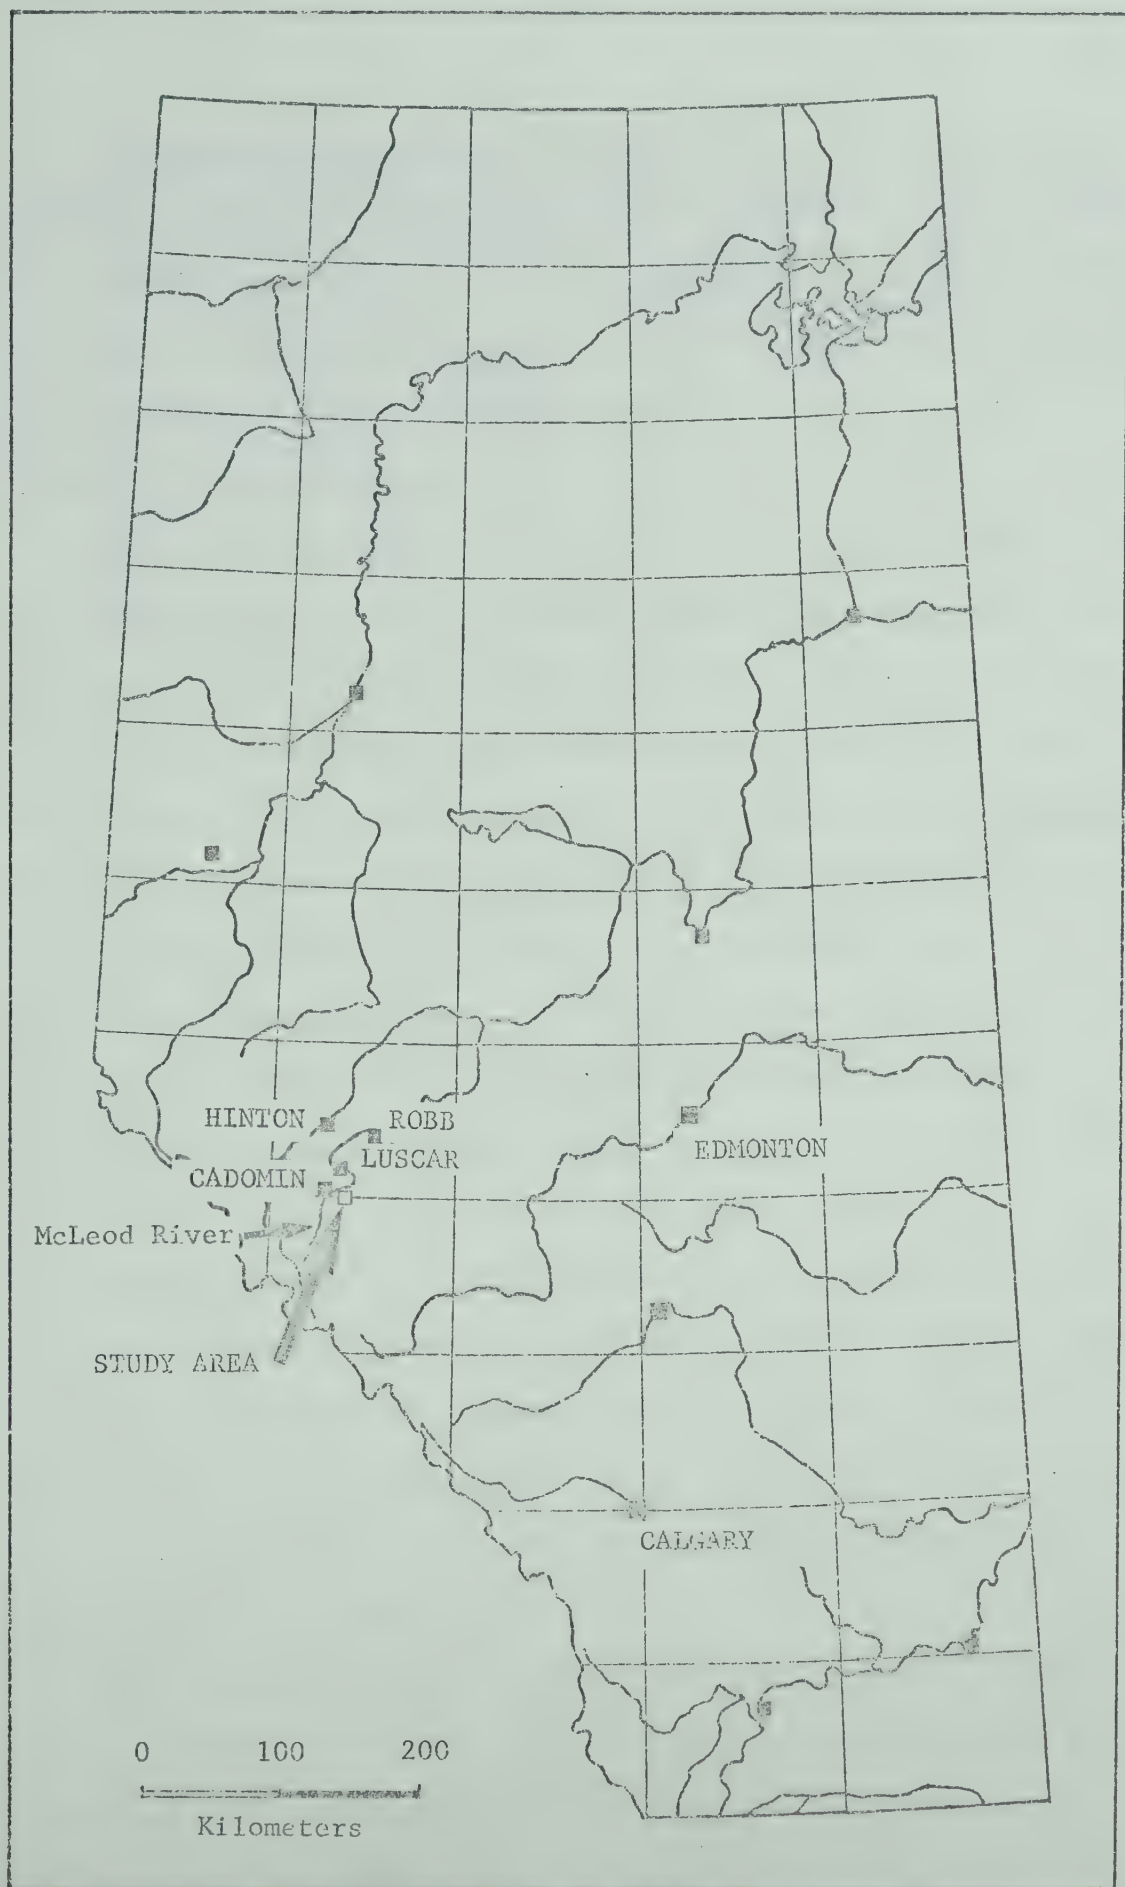 HINTON
ROBB
LUSCAR
EDMONTON
CADOMIN
McLeod River
STUDY AREA
CALGARY
0 100 200
Kilometers